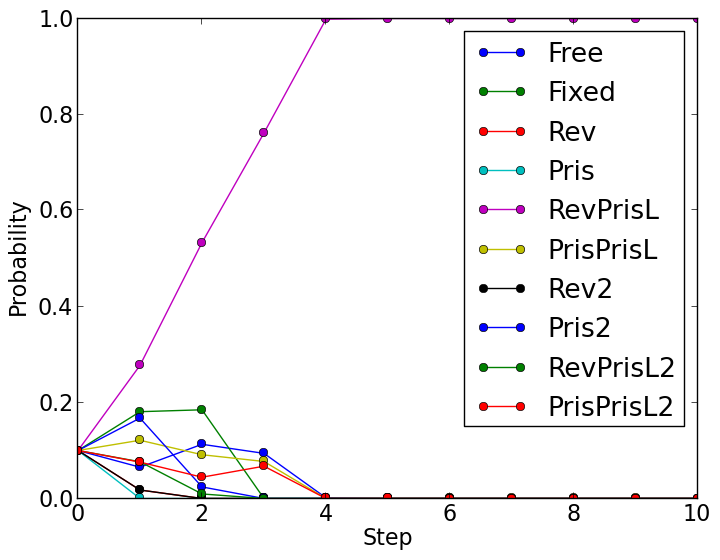 1.0
0.8
0.6
0.4
0.2
0.0
Probability
0 2 4 6 8 10
Step
Free
Fixed
Rev
Pris
RevPrisL
PrisPrisL
Rev2
Pris2
RevPrisL2
PrisPrisL2